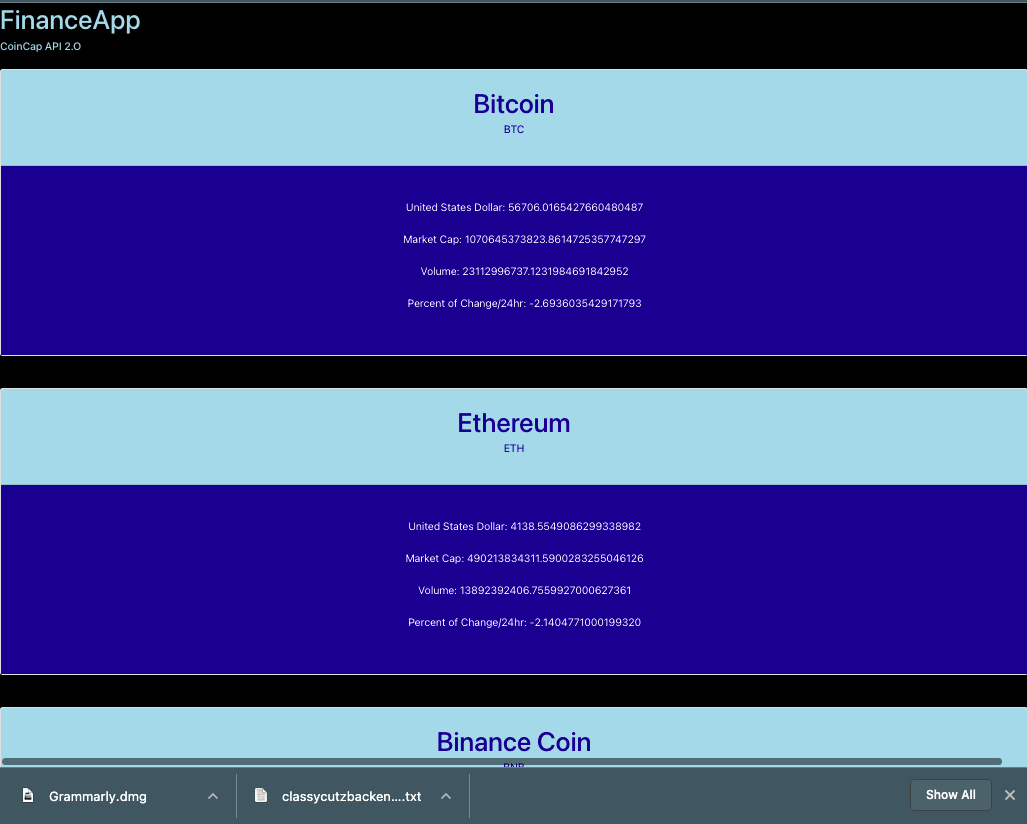 FinanceApp
CoinCap API 2.O
Bitcoin
BTC
United States Dollar: 56706.0165427660480487
Market Cap: 1070645373823.8614725357747297
Volume: 23112996737.1231984691842952
Percent of Change/24hr: -2.6936035429171793
Ethereum
ETH
United States Dollar: 4138.5549086299338982
Market Cap: 490213834311.5900283255046126
Volume: 13892392406.7559927000627361
Percent of Change/24hr: -2.1404771000199320
Binance Coin
BNB
Grammarly.dmg
classycutzbacken....txt
Show All